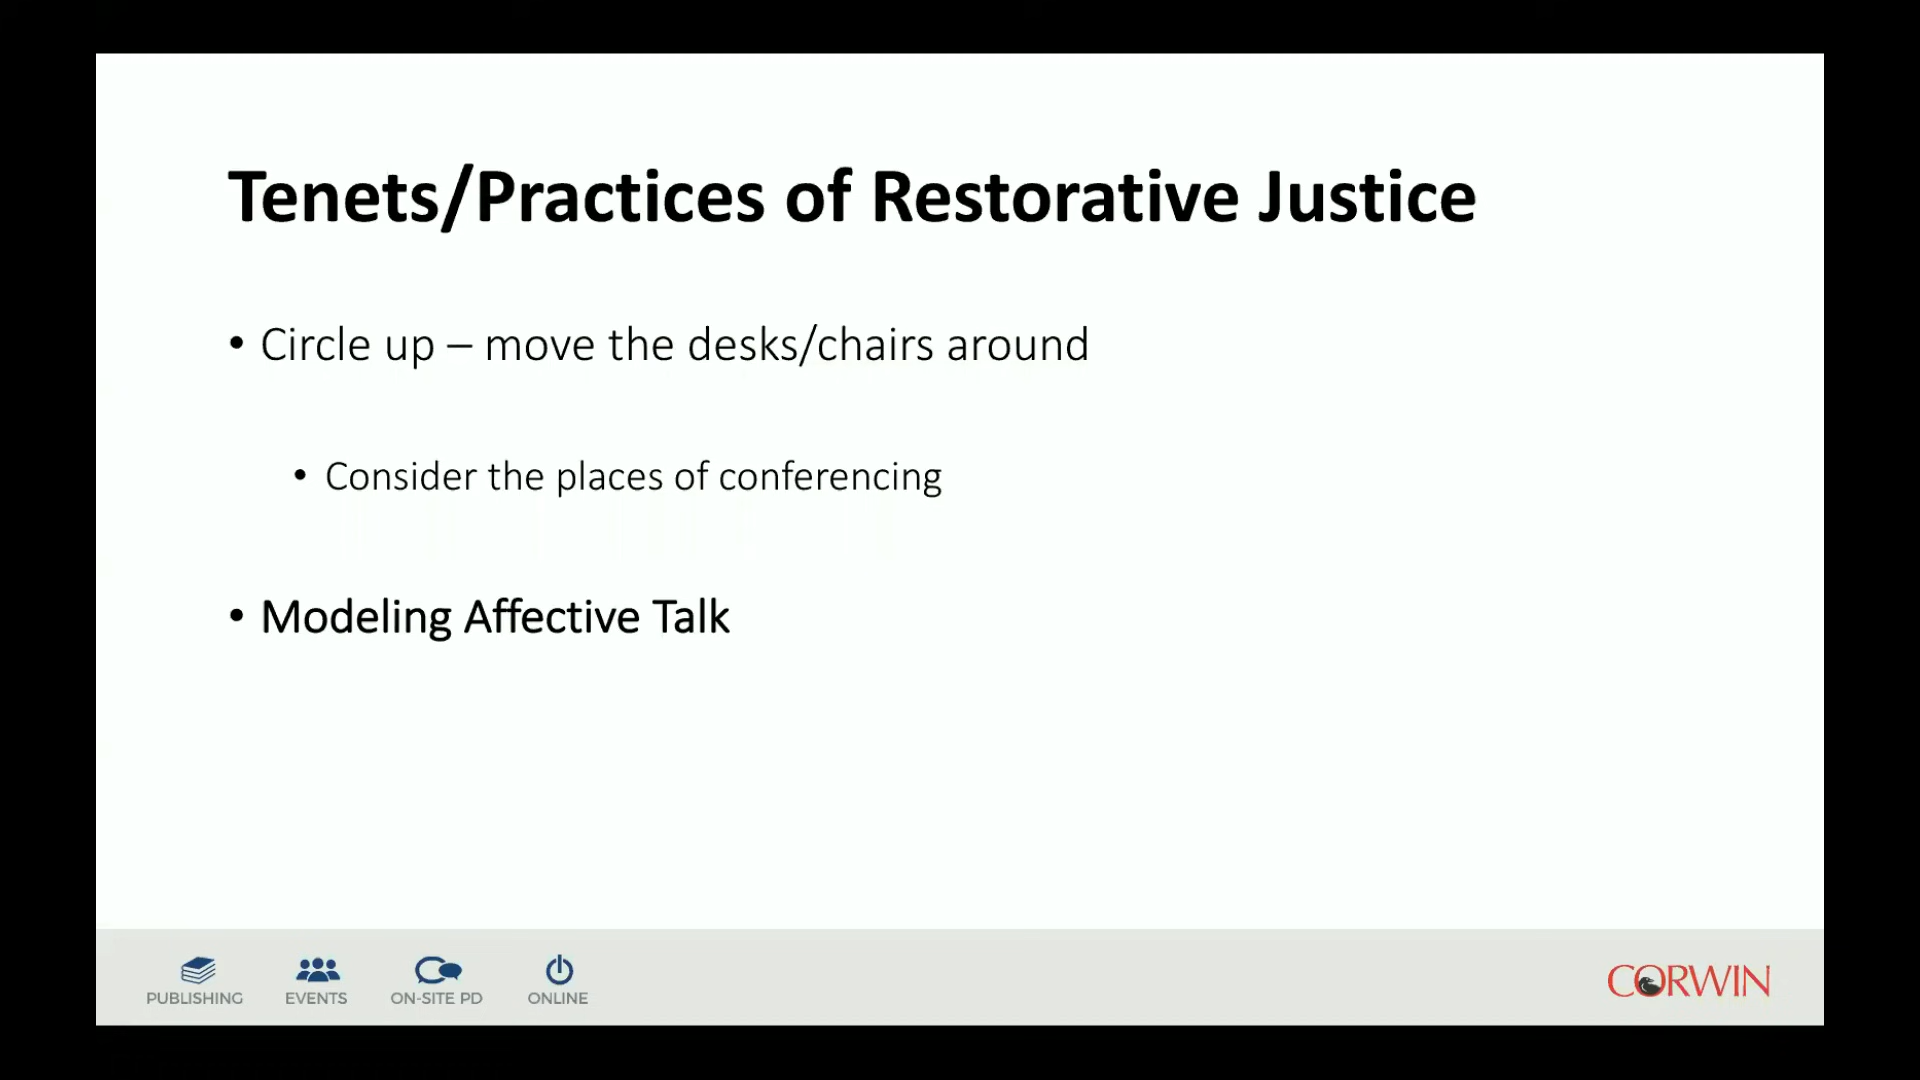 Tenets/Practices of Restorative Justice
• Circle up – move the desks/chairs around
• Consider the places of conferencing
• Modeling Affective Talk
PUBLISHING EVENTS ON-SITE PD ONLINE
CORWIN